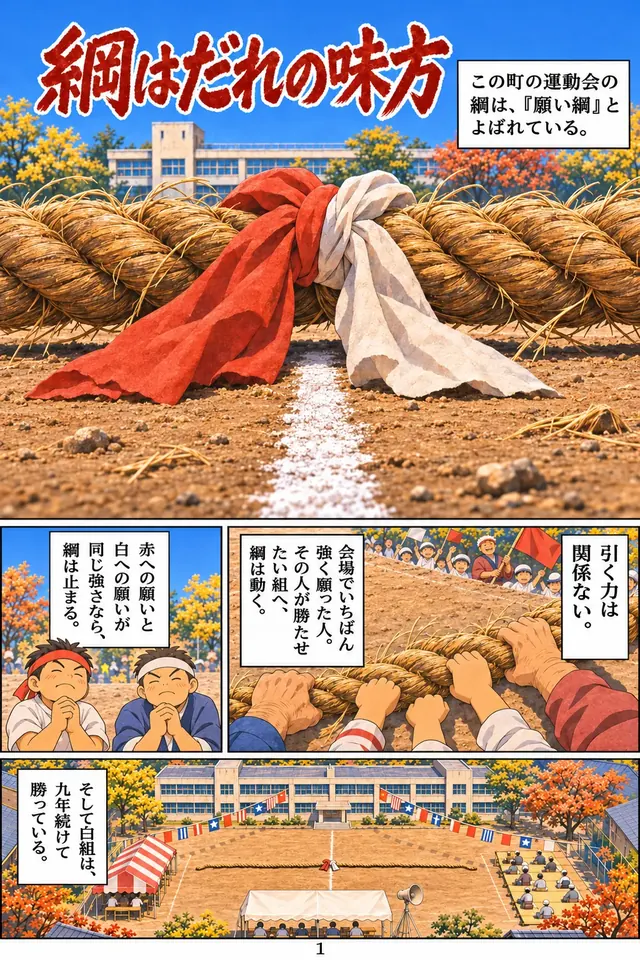 綱はだれの味方
この町の運動会の
綱は、『願い綱』と
よばれている。
引く力は
関係ない。
会場でいちばん
強く願った人。
その人が勝たせ
たい組へ、
綱は動く。
赤への願いと
白への願いが
同じ強さなら、
綱は止まる。
そして白組は、
九年続けて
勝っている。
1